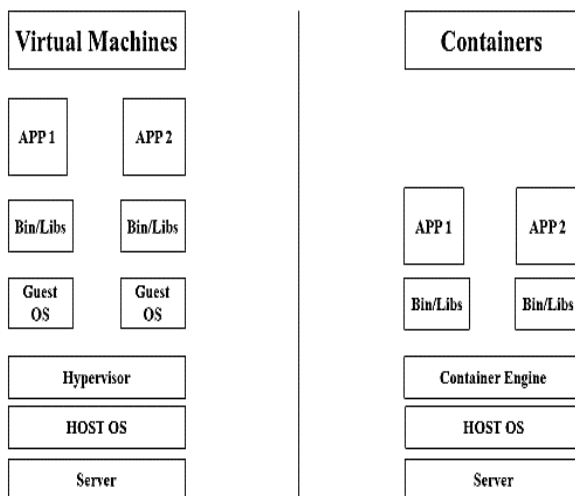 Virtual Machines
APP 1
APP 2
Bin/Libs
Bin/Libs
Guest
OS
Guest
OS
Hypervisor
HOST OS
Server
Containers
APP 1
APP 2
Bin/Libs
Bin/Libs
Container Engine
HOST OS
Server